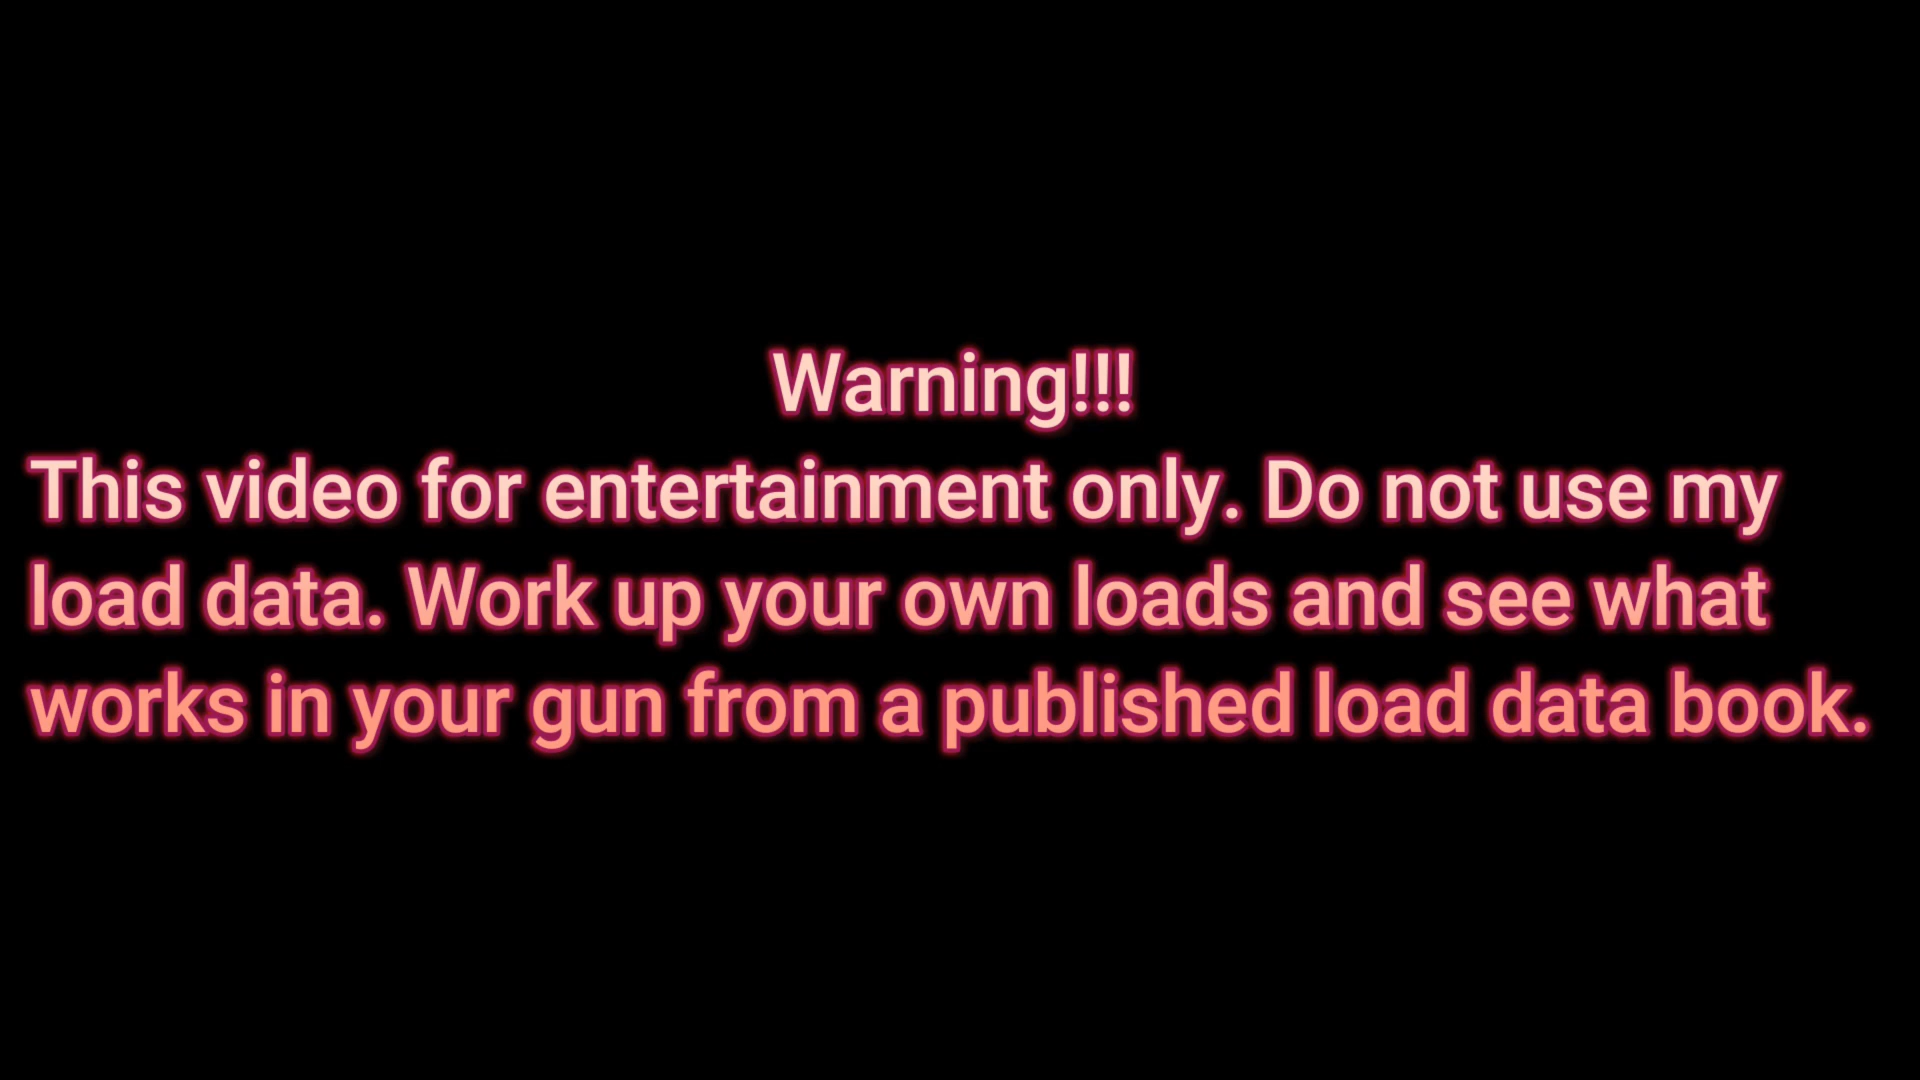 Warning!!!
This video for entertainment only. Do not use my
load data. Work up your own loads and see what
works in your gun from a published load data book.